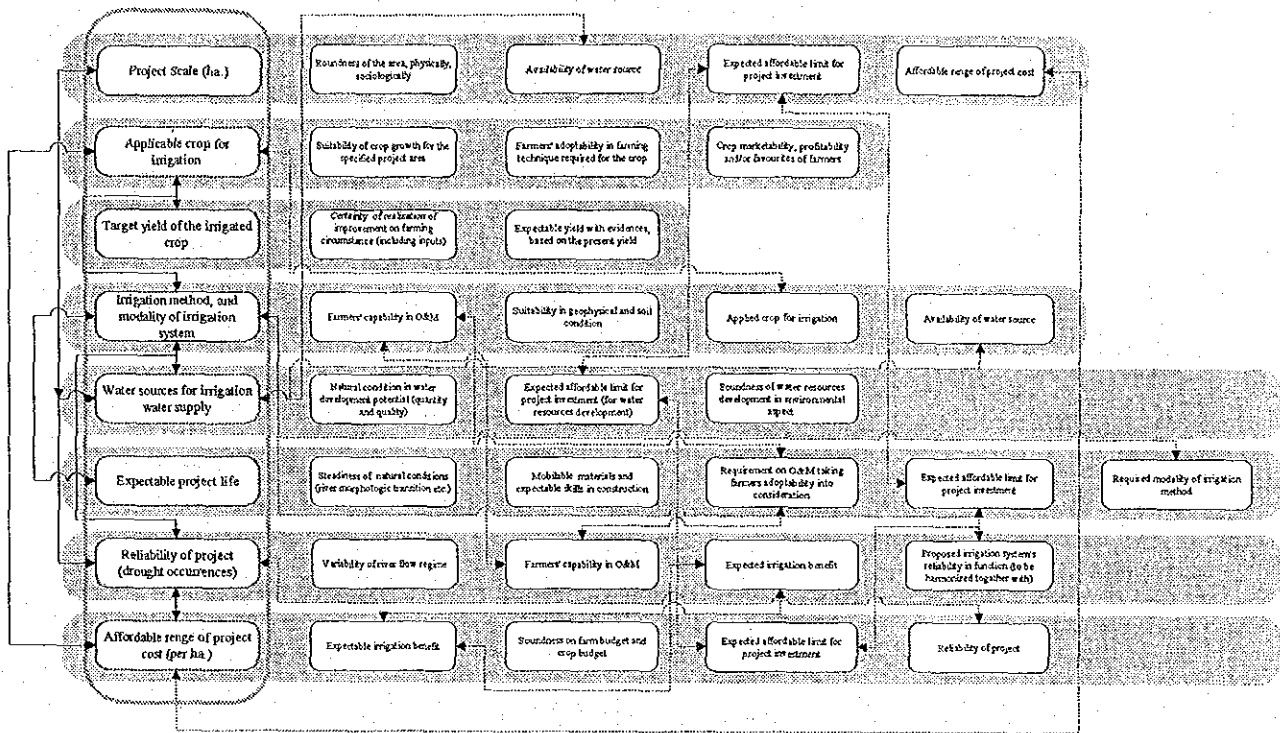 Project Scale (ha.)
Roundness of the area, physically,
sociologically
Availability of water source
Expected affordable limit for
project investment
Affordable range of project cost
Applicable crop for
irrigation
Suitability of crop growth for the
specified project area
Farmers' adoptability in farming
technique required for the crop
Crop marketability, profitability
and/or favourites of farmers
Target yield of the irrigated
crop
Certainty of realization of
improvement on farming
circumstance (including inputs)
Expectable yield with evidences,
based on the present yield
Irrigation method, and
modality of irrigation
system
Farmers' capability in O&M
Suitability in geophysical and soil
condition
Applied crop for irrigation
Availability of water source
Water sources for irrigation
water supply
Natural condition in water
development potential (quantity
and quality)
Expected affordable limit for
project investment (for water
resources development)
Soundness of water resources
development in environmental
aspect
Expectable project life
Steadiness of natural conditions
(river morphologic transition etc.)
Mobilable materials and
expectable skills in construction
Requirement on O&M taking
farmers adoptability into
consideration
Expected affordable limit for
project investment
Required modality of irrigation
method
Reliability of project
(drought occurrences)
Variability of river flow regime
Farmers' capability in O&M
Expected irrigation benefit
Proposed irrigation system's
reliability in function (to be
harmonized together with)
Affordable range of project
cost (per ha.)
Expectable irrigation benefit
Soundness on farm budget and
crop budget
Expected affordable limit for
project investment
Reliability of project